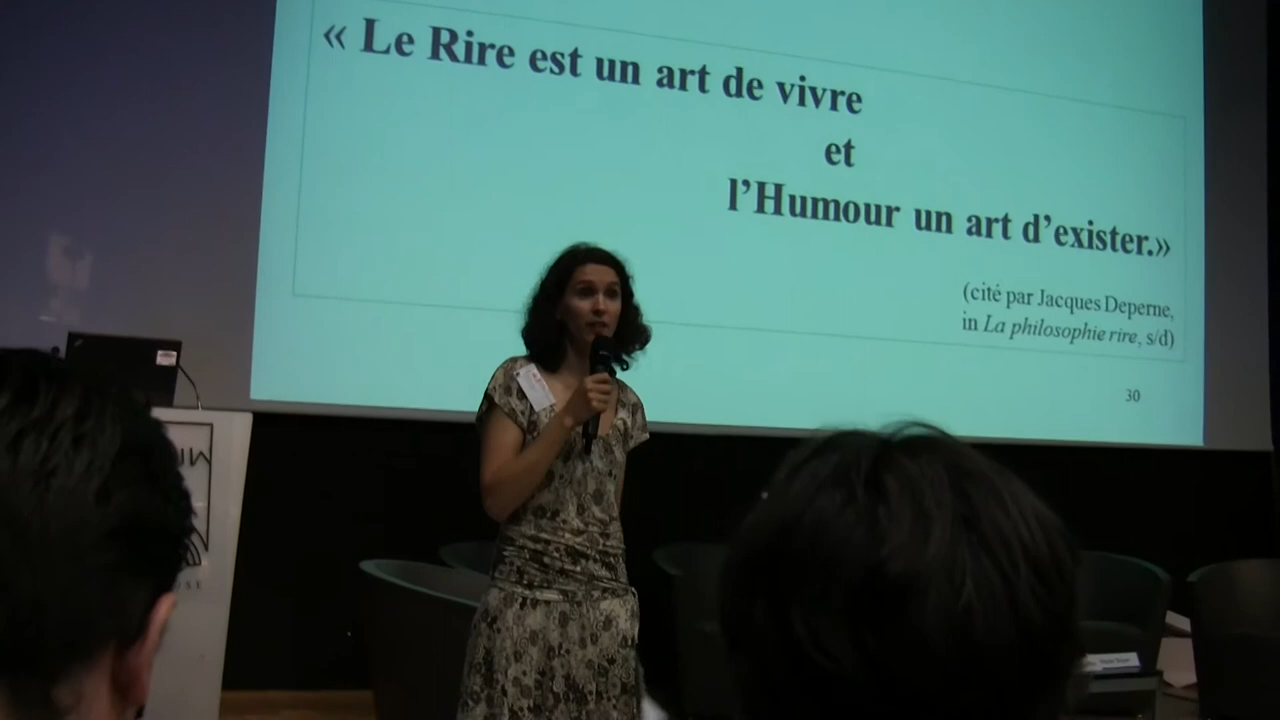 « Le Rire est un art de vivre
et
l’Humour un art d’exister.»
(cité par Jacques Deperne,
in La philosophie rire, s/d)
30